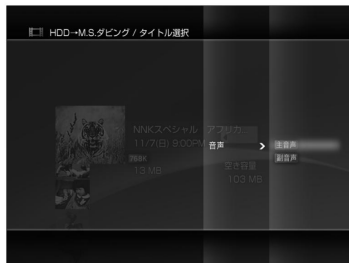 HDD→M.S.ダビング / タイトル選択
NNKスペシャル アフリカ
11/7(日) 9:00PM
音声
主音声
副音声
13 MB
空き容量
103 MB